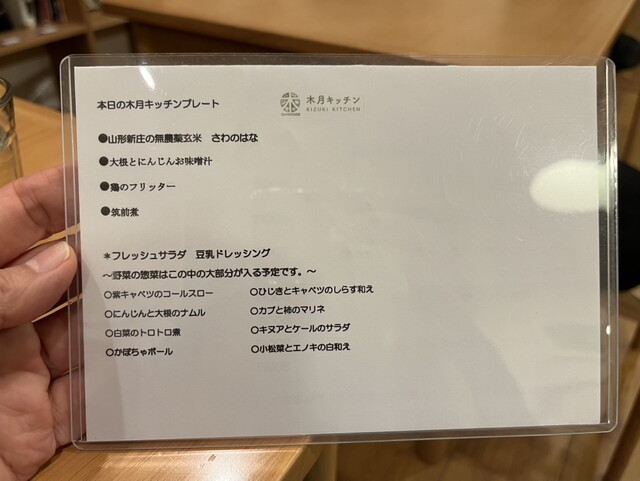 本日の木月キッチンプレート
木月キッチン
KIZUKI KITCHEN
●山形新庄の無農薬玄米 さわのはな
●大根とにんじんお味噌汁
●鶏のフリッター
●筑前煮
*フレッシュサラダ 豆乳ドレッシング
~野菜の惣菜はこの中の大部分が入る予定です。~
○紫キャベツのコールスロー
○にんじんと大根のナムル
○白菜のトロトロ煮
○かぼちゃボール
○ひじきとキャベツのしらす和え
○カブと柿のマリネ
○キヌアとケールのサラダ
○小松菜とエノキの白和え